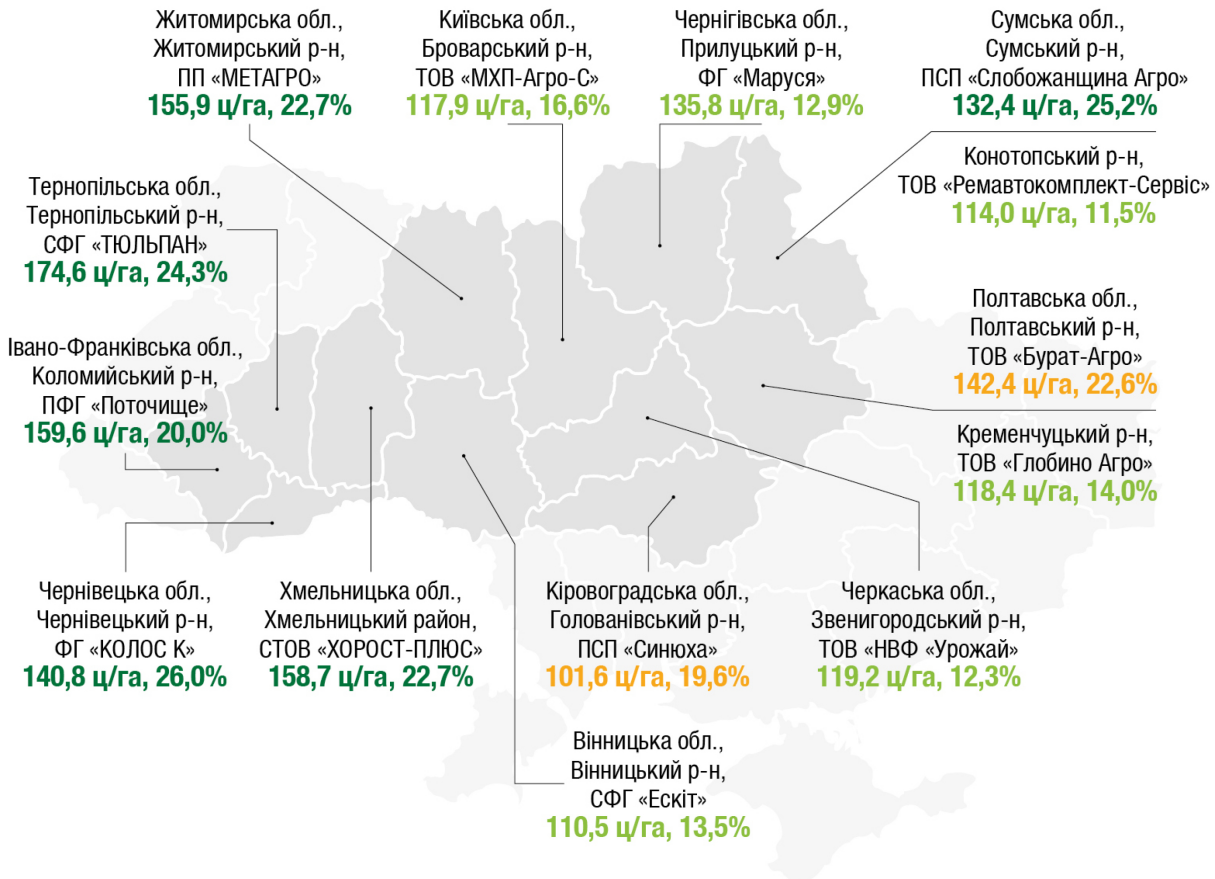 Житомирська обл.,
Житомирський р-н,
ПП «МЕТАГРО»
155,9 ц/га, 22,7%
Київська обл.,
Броварський р-н,
ТОВ «МХП-Агро-С»
117,9 ц/га, 16,6%
Чернігівська обл.,
Прилуцький р-н,
ФГ «Маруся»
135,8 ц/га, 12,9%
Сумська обл.,
Сумський р-н,
ПСП «Слобожанщина Агро»
132,4 ц/га, 25,2%
Конотопський р-н,
ТОВ «Ремавтокомплект-Сервіс»
114,0 ц/га, 11,5%
Тернопільська обл.,
Тернопільський р-н,
СФГ «ТЮЛЬПАН»
174,6 ц/га, 24,3%
Полтавська обл.,
Полтавський р-н,
ТОВ «Бурат-Агро»
142,4 ц/га, 22,6%
Івано-Франківська обл.,
Коломийський р-н,
ПФГ «Поточище»
159,6 ц/га, 20,0%
Кременчуцький р-н,
ТОВ «Глобино Агро»
118,4 ц/га, 14,0%
Чернівецька обл.,
Чернівецький р-н,
ФГ «КОЛОС К»
140,8 ц/га, 26,0%
Хмельницька обл.,
Хмельницький район,
СТОВ «ХОРОСТ-ПЛЮС»
158,7 ц/га, 22,7%
Кіровоградська обл.,
Голованівський р-н,
ПСП «Синюха»
101,6 ц/га, 19,6%
Черкаська обл.,
Звенигородський р-н,
ТОВ «НВФ «Урожай»
119,2 ц/га, 12,3%
Вінницька обл.,
Вінницький р-н,
СФГ «Ескіт»
110,5 ц/га, 13,5%